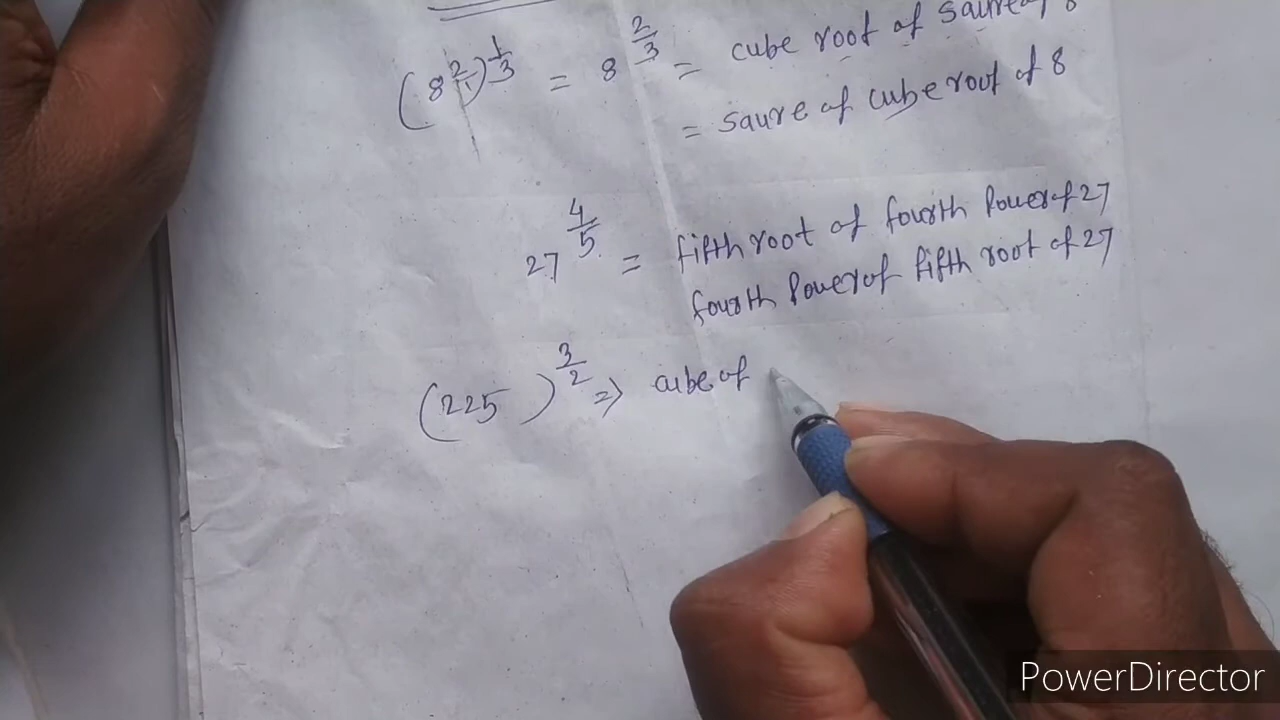 (8^(2/1))^(1/3) = 8^(2/3) = cube root of saure of 8
= saure of cube root of 8
27^(4/5) = fifth root of fourth Power of 27
fourth Power of fifth root of 27
(225)^(3/2) => cube of
PowerDirector